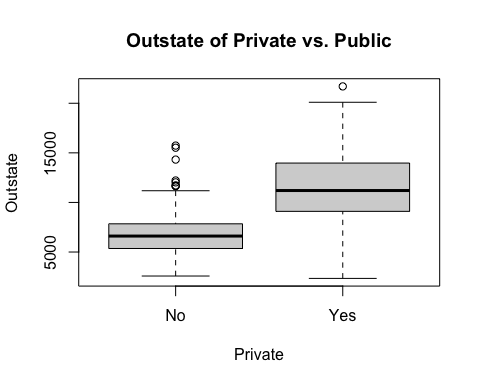 Outstate of Private vs. Public
Outstate
15000
5000
No
Yes
Private